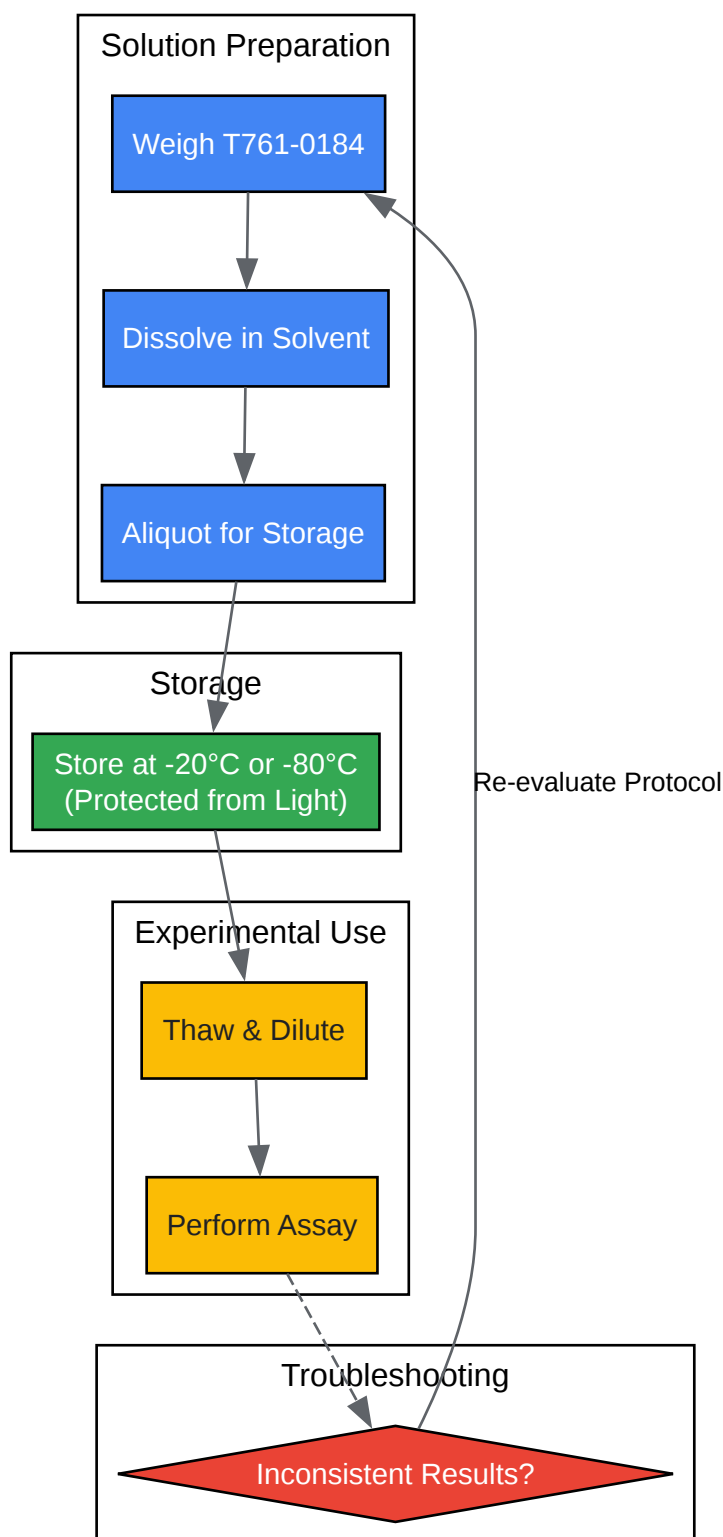 Solution Preparation
Weigh T761-0184
Dissolve in Solvent
Aliquot for Storage
Storage
Store at -20°C or -80°C
(Protected from Light)
Re-evaluate Protocol
Experimental Use
Thaw & Dilute
Perform Assay
Troubleshooting
Inconsistent Results?